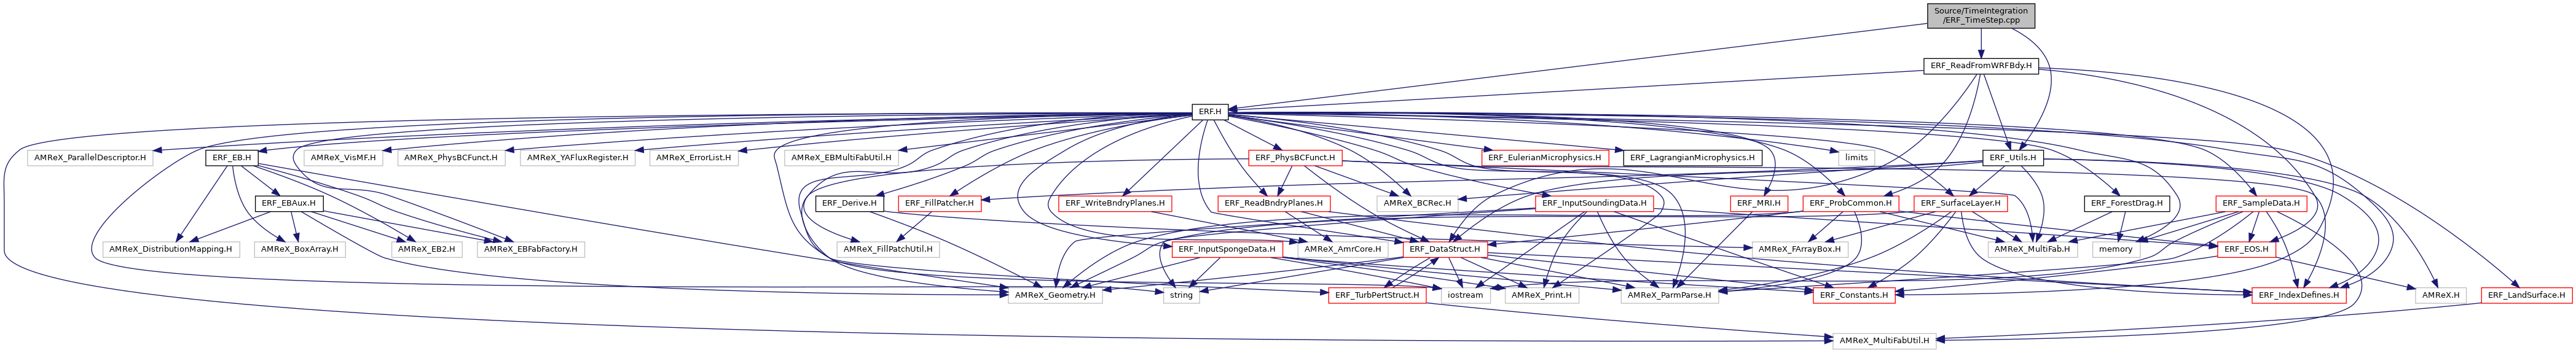 Source/TimeIntegration
/ERF_TimeStep.cpp
ERF_ReadFromWRFBdy.H
ERF.H
AMReX_ParallelDescriptor.H
ERF_EB.H
AMReX_VisMF.H
AMReX_PhysBCFunct.H
AMReX_YAFluxRegister.H
AMReX_ErrorList.H
AMReX_EBMultiFabUtil.H
ERF_PhysBCFunct.H
ERF_EulerianMicrophysics.H
ERF_LagrangianMicrophysics.H
limits
ERF_Utils.H
ERF_EBAux.H
ERF_Derive.H
ERF_FillPatcher.H
ERF_WriteBndryPlanes.H
ERF_ReadBndryPlanes.H
AMReX_BCRec.H
ERF_InputSoundingData.H
ERF_MRI.H
ERF_ProbCommon.H
ERF_SurfaceLayer.H
ERF_ForestDrag.H
ERF_SampleData.H
AMReX_DistributionMapping.H
AMReX_BoxArray.H
AMReX_EB2.H
AMReX_EBFabFactory.H
AMReX_FillPatchUtil.H
ERF_InputSpongeData.H
AMReX_AmrCore.H
ERF_DataStruct.H
AMReX_FArrayBox.H
AMReX_MultiFab.H
memory
ERF_EOS.H
AMReX_Geometry.H
string
ERF_TurbPertStruct.H
iostream
AMReX_Print.H
AMReX_ParmParse.H
ERF_Constants.H
ERF_IndexDefines.H
AMReX.H
ERF_LandSurface.H
AMReX_MultiFabUtil.H